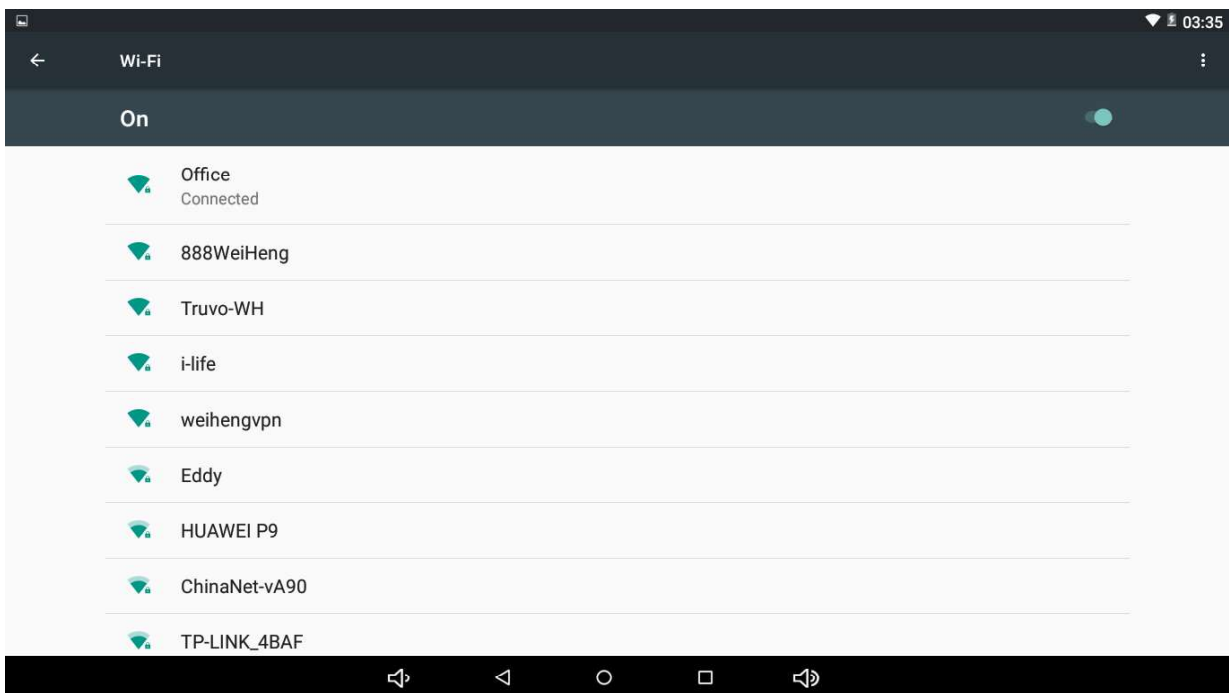 03:35
Wi-Fi
On
Office
Connected
888WeiHeng
Truvo-WH
i-life
weihengvpn
Eddy
HUAWEI P9
ChinaNet-vA90
TP-LINK_4BAF